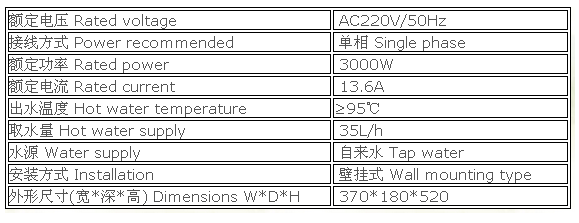 额定电压 Rated voltage AC220V/50Hz
接线方式 Power recommended 单相 Single phase
额定功率 Rated power 3000W
额定电流 Rated current 13.6A
出水温度 Hot water temperature ≥95℃
取水量 Hot water supply 35L/h
水源 Water supply 自来水 Tap water
安装方式 Installation 壁挂式 Wall mounting type
外形尺寸(宽*深*高) Dimensions W*D*H 370*180*520